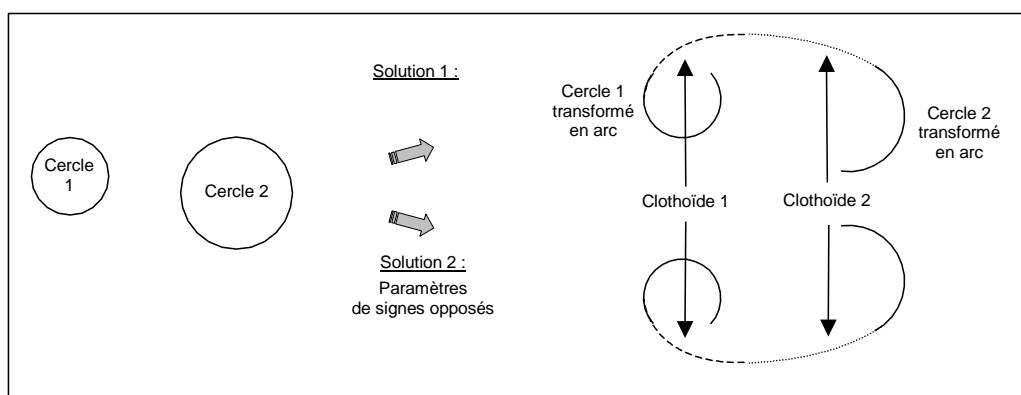 Solution 1 :
Cercle 1
transformé
en arc
Cercle 2
transformé
en arc
Cercle
1
Cercle 2
Clothoïde 1
Clothoïde 2
Solution 2 :
Paramètres
de signes opposés